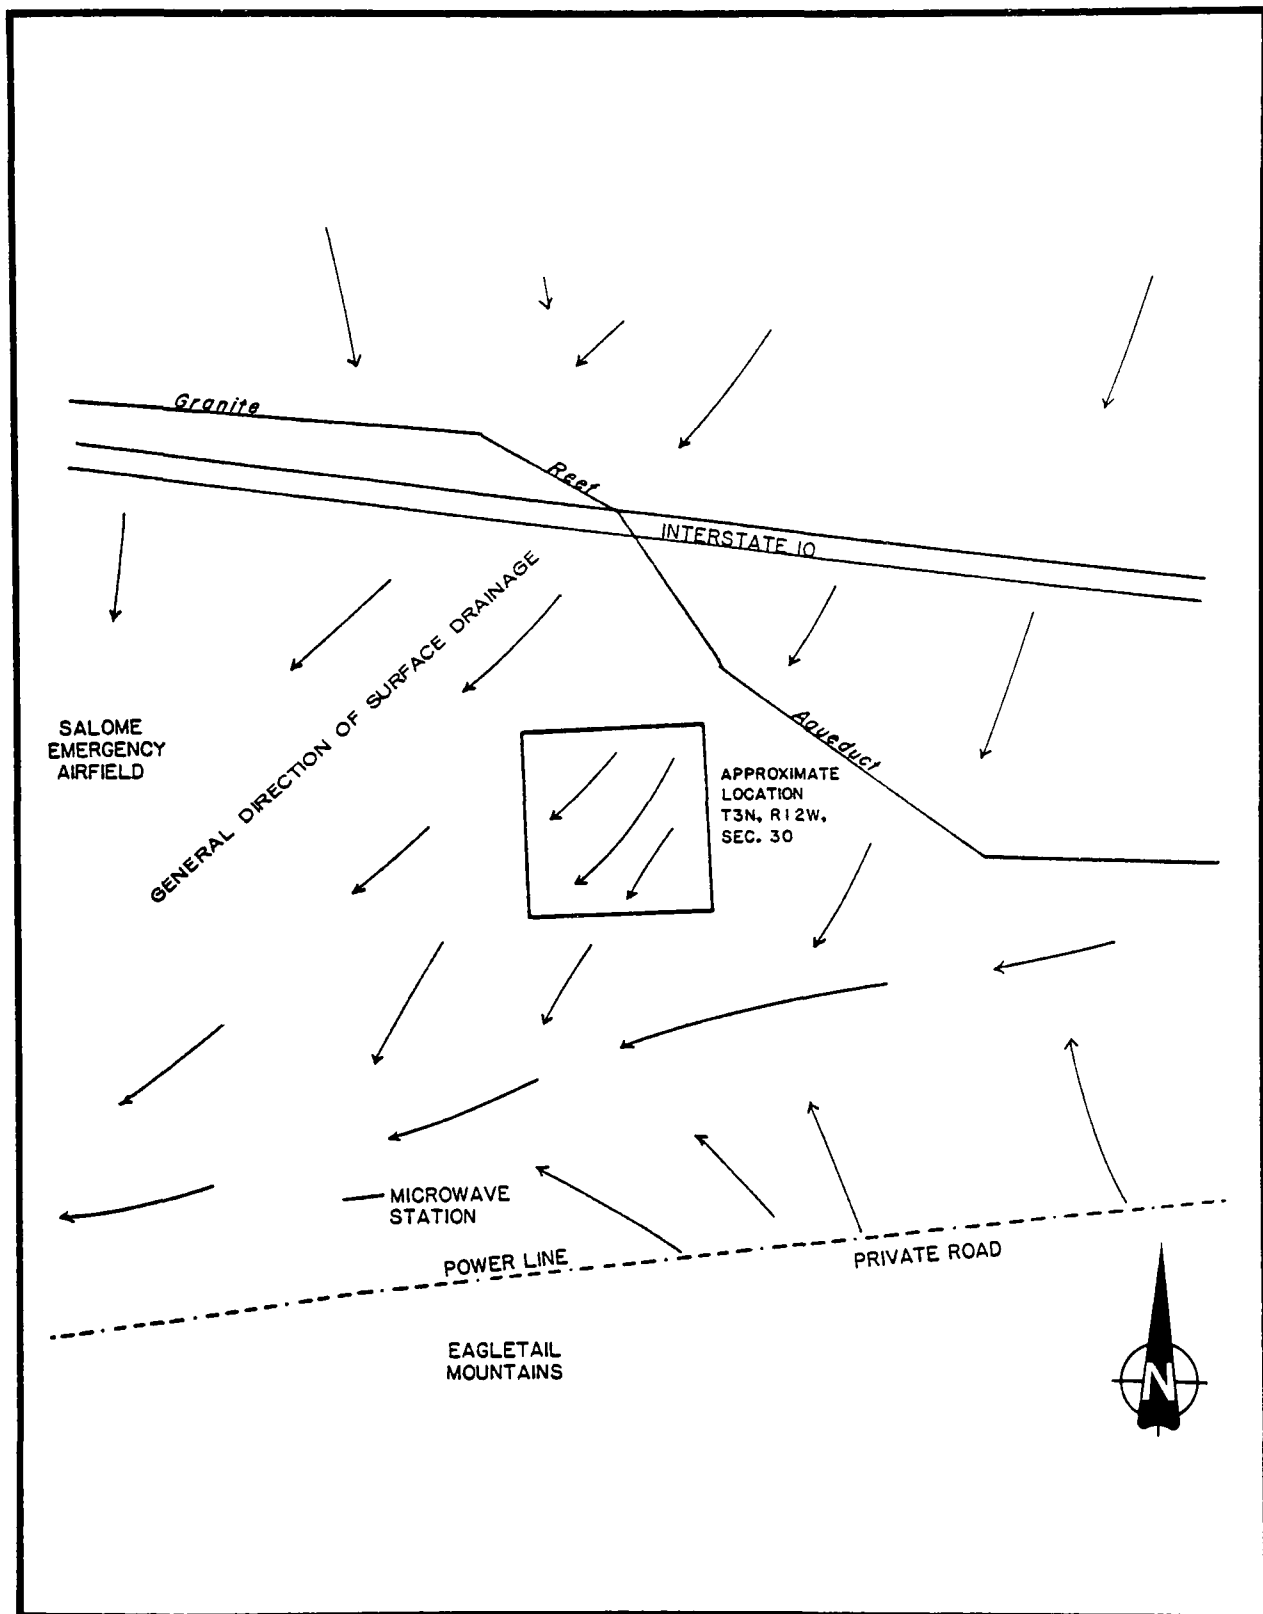 Granite
Reef
INTERSTATE 10
GENERAL DIRECTION OF SURFACE DRAINAGE
SALOME
EMERGENCY
AIRFIELD
Aqueduct
APPROXIMATE
LOCATION
T3N, R12W,
SEC. 30
MICROWAVE
STATION
POWER LINE
PRIVATE ROAD
EAGLETAIL
MOUNTAINS
N